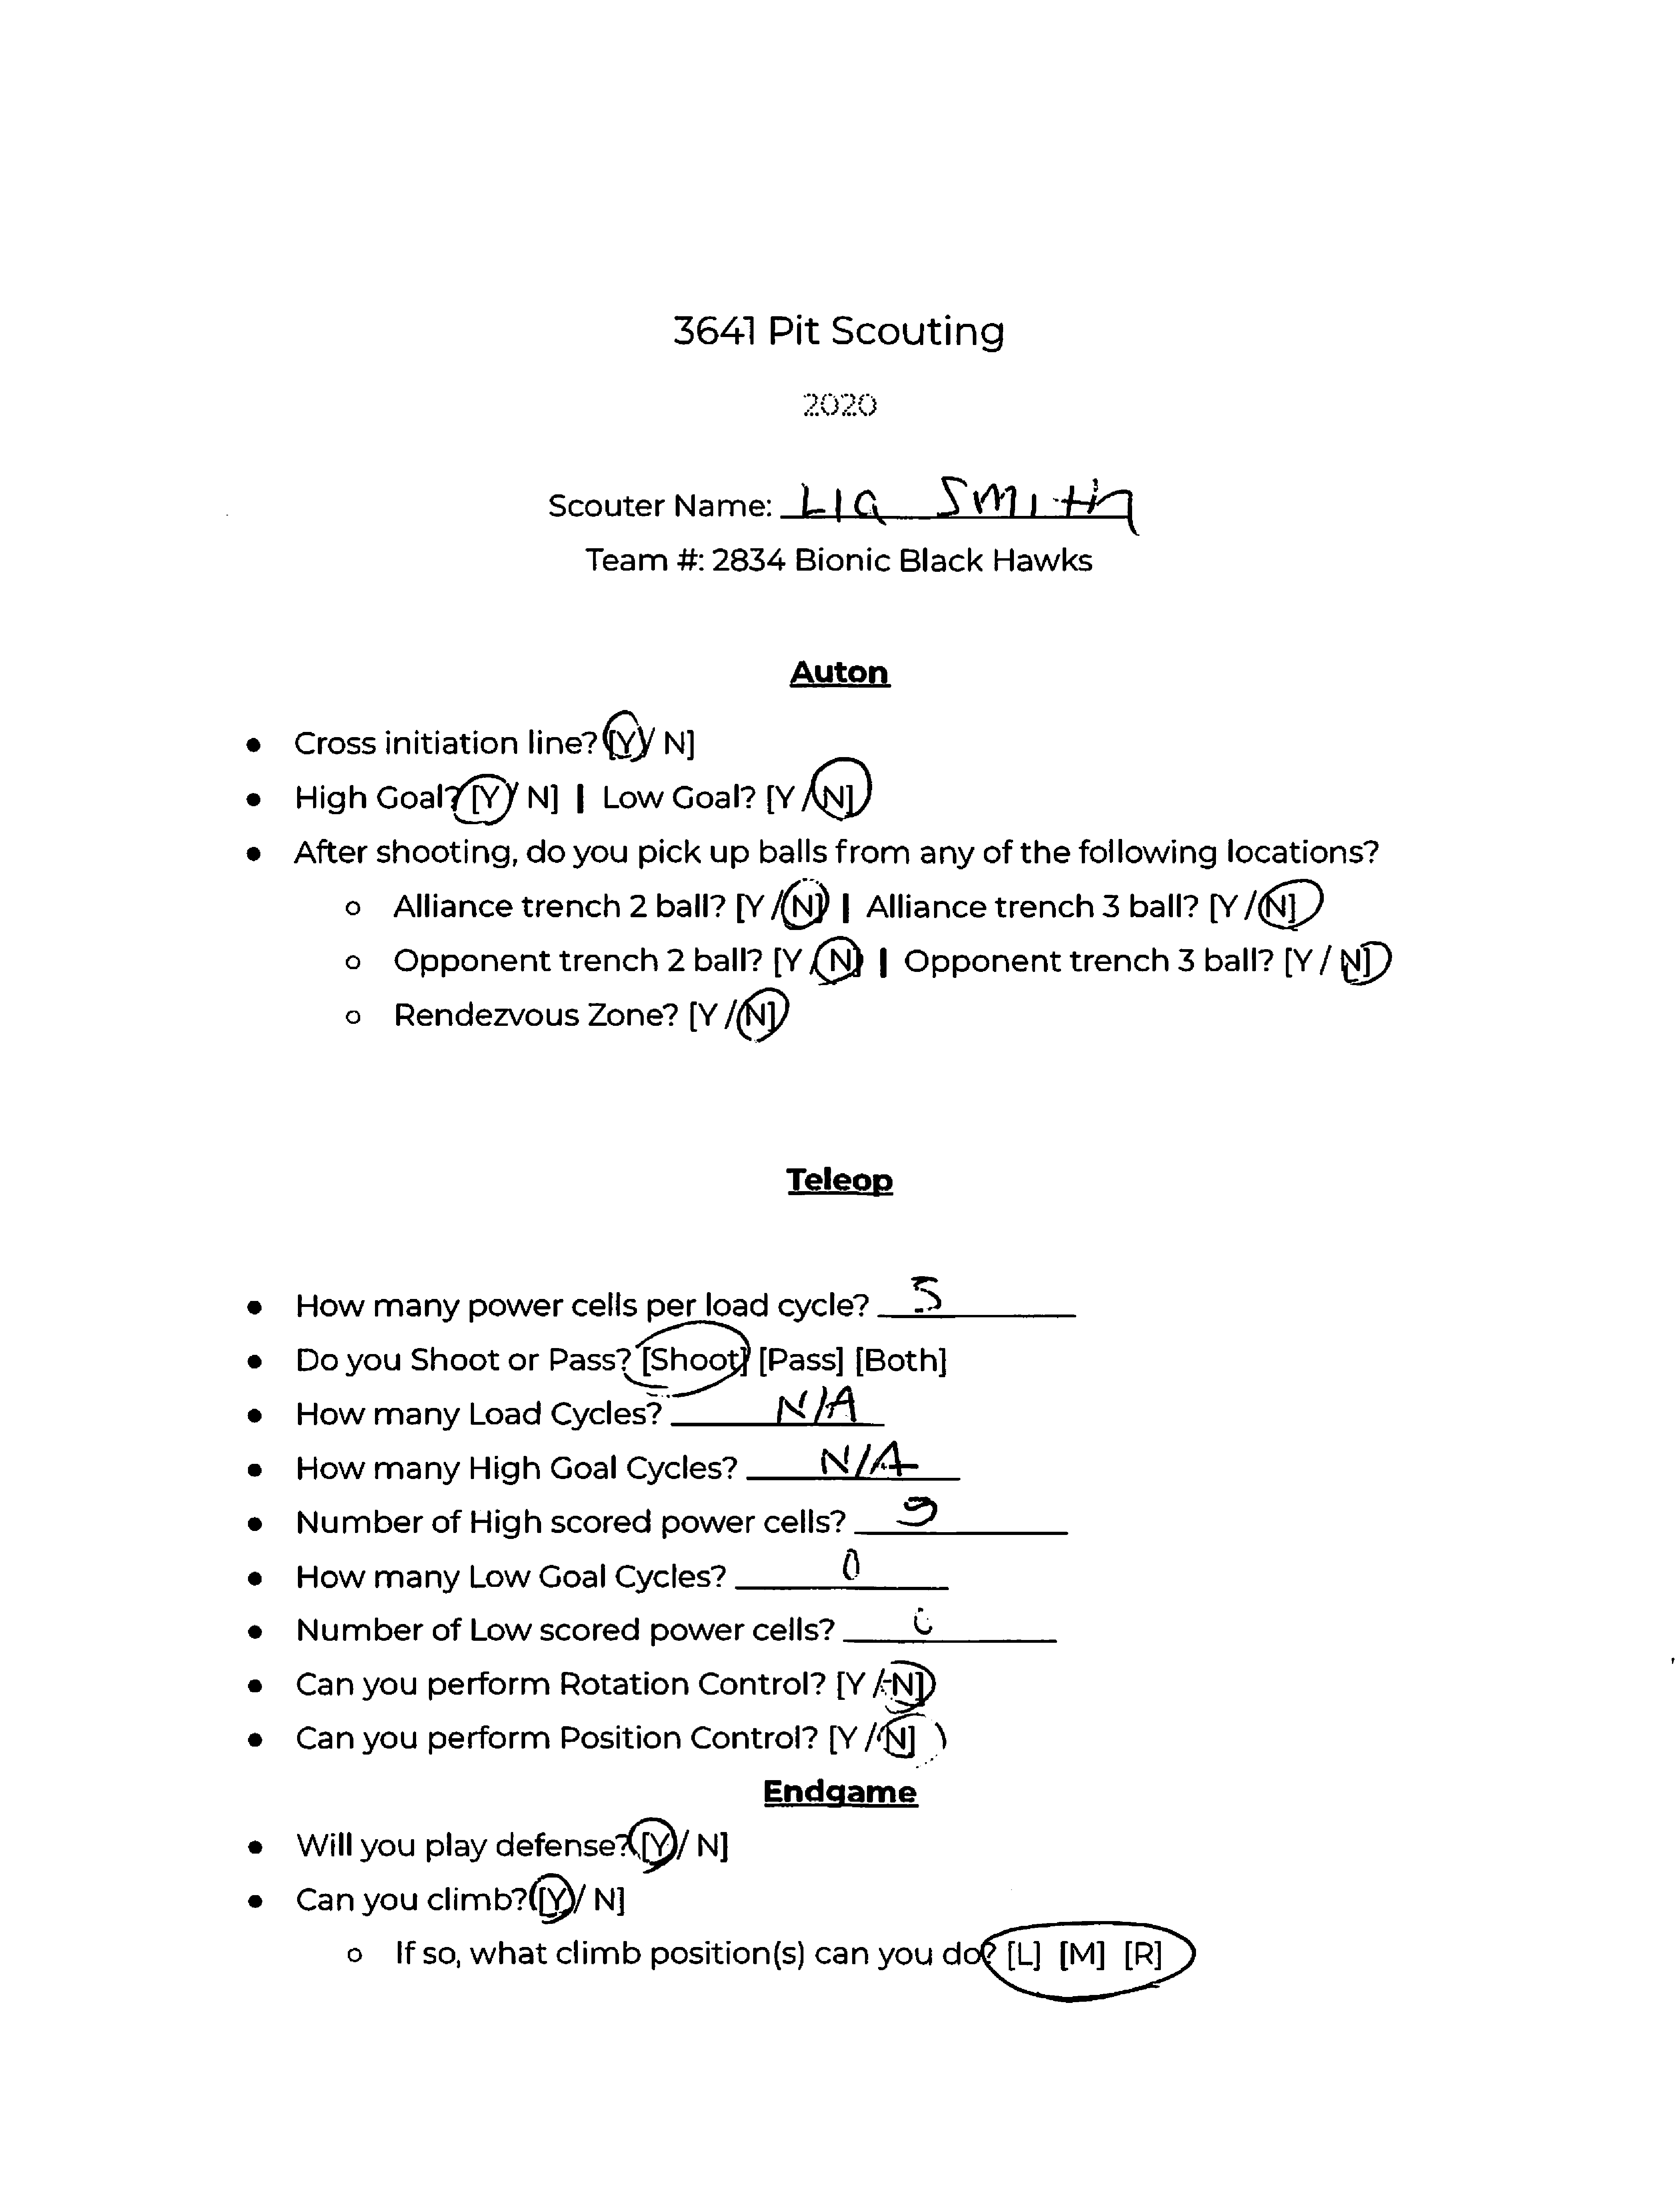 3641 Pit Scouting
2020
Scouter Name: Lia Smith
Team #: 2834 Bionic Black Hawks
Auton
● Cross initiation line? [Y / N]
● High Goal? [Y / N] | Low Goal? [Y / N]
● After shooting, do you pick up balls from any of the following locations?
○ Alliance trench 2 ball? [Y / N] | Alliance trench 3 ball? [Y / N]
○ Opponent trench 2 ball? [Y / N] | Opponent trench 3 ball? [Y / N]
○ Rendezvous Zone? [Y / N]
Teleop
● How many power cells per load cycle? 5
● Do you Shoot or Pass? [Shoot] [Pass] [Both]
● How many Load Cycles? N/A
● How many High Goal Cycles? N/A
● Number of High scored power cells?
● How many Low Goal Cycles? 0
● Number of Low scored power cells? 0
● Can you perform Rotation Control? [Y / N]
● Can you perform Position Control? [Y / N]
Endgame
● Will you play defense? [Y / N]
● Can you climb? [Y / N]
○ If so, what climb position(s) can you do? [L] [M] [R]